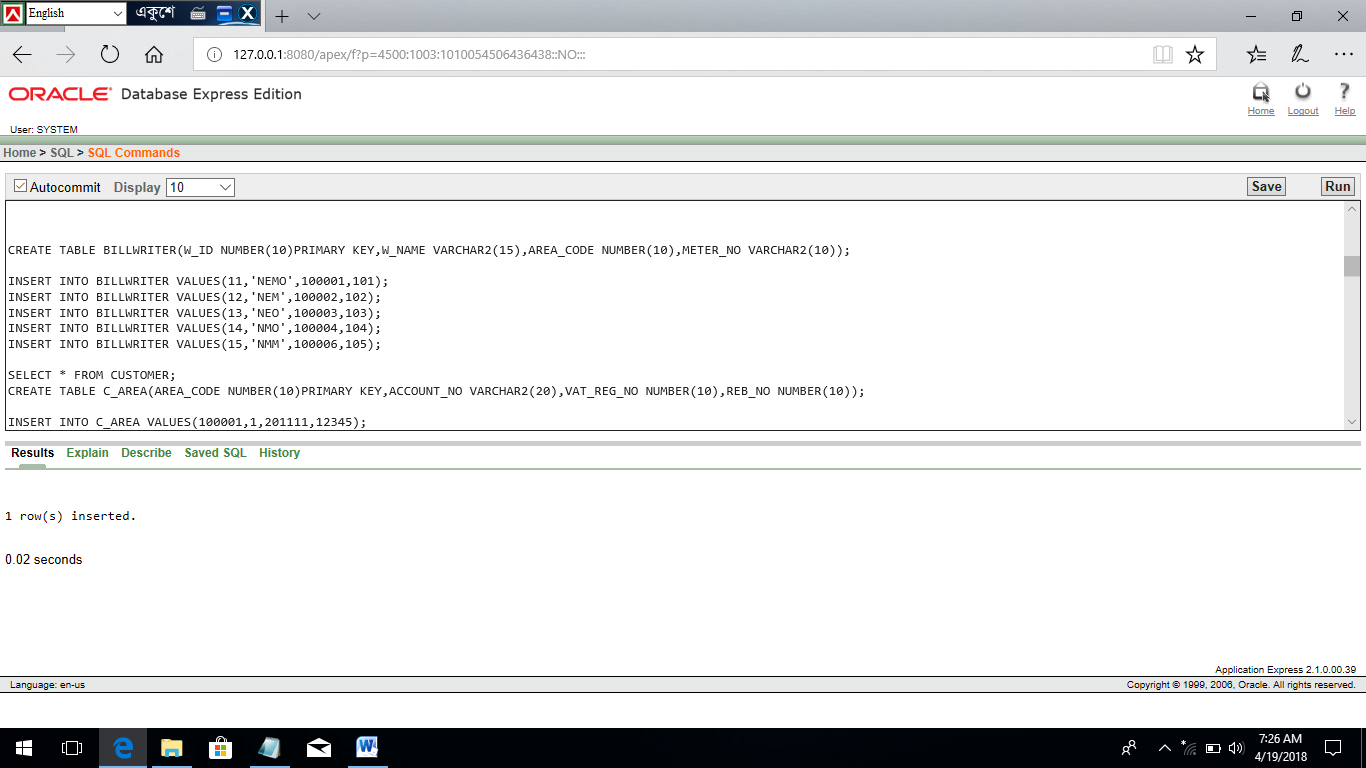 English
একুশে
127.0.0.1:8080/apex/f?p=4500:1003:1010054506436438::NO:::
ORACLE Database Express Edition
Home Logout Help
User: SYSTEM
Home > SQL > SQL Commands
Autocommit Display 10 Save Run
CREATE TABLE BILLWRITER(W_ID NUMBER(10)PRIMARY KEY,W_NAME VARCHAR2(15),AREA_CODE NUMBER(10),METER_NO VARCHAR2(10));
INSERT INTO BILLWRITER VALUES(11,'NEMO',100001,101);
INSERT INTO BILLWRITER VALUES(12,'NEM',100002,102);
INSERT INTO BILLWRITER VALUES(13,'NEO',100003,103);
INSERT INTO BILLWRITER VALUES(14,'NMO',100004,104);
INSERT INTO BILLWRITER VALUES(15,'NMM',100006,105);
SELECT * FROM CUSTOMER;
CREATE TABLE C_AREA(AREA_CODE NUMBER(10)PRIMARY KEY,ACCOUNT_NO VARCHAR2(20),VAT_REG_NO NUMBER(10),REB_NO NUMBER(10));
INSERT INTO C_AREA VALUES(100001,1,201111,12345);
Results Explain Describe Saved SQL History
1 row(s) inserted.
0.02 seconds
Application Express 2.1.0.00.39
Language: en-us Copyright © 1999, 2006, Oracle. All rights reserved.
7:26 AM
4/19/2018